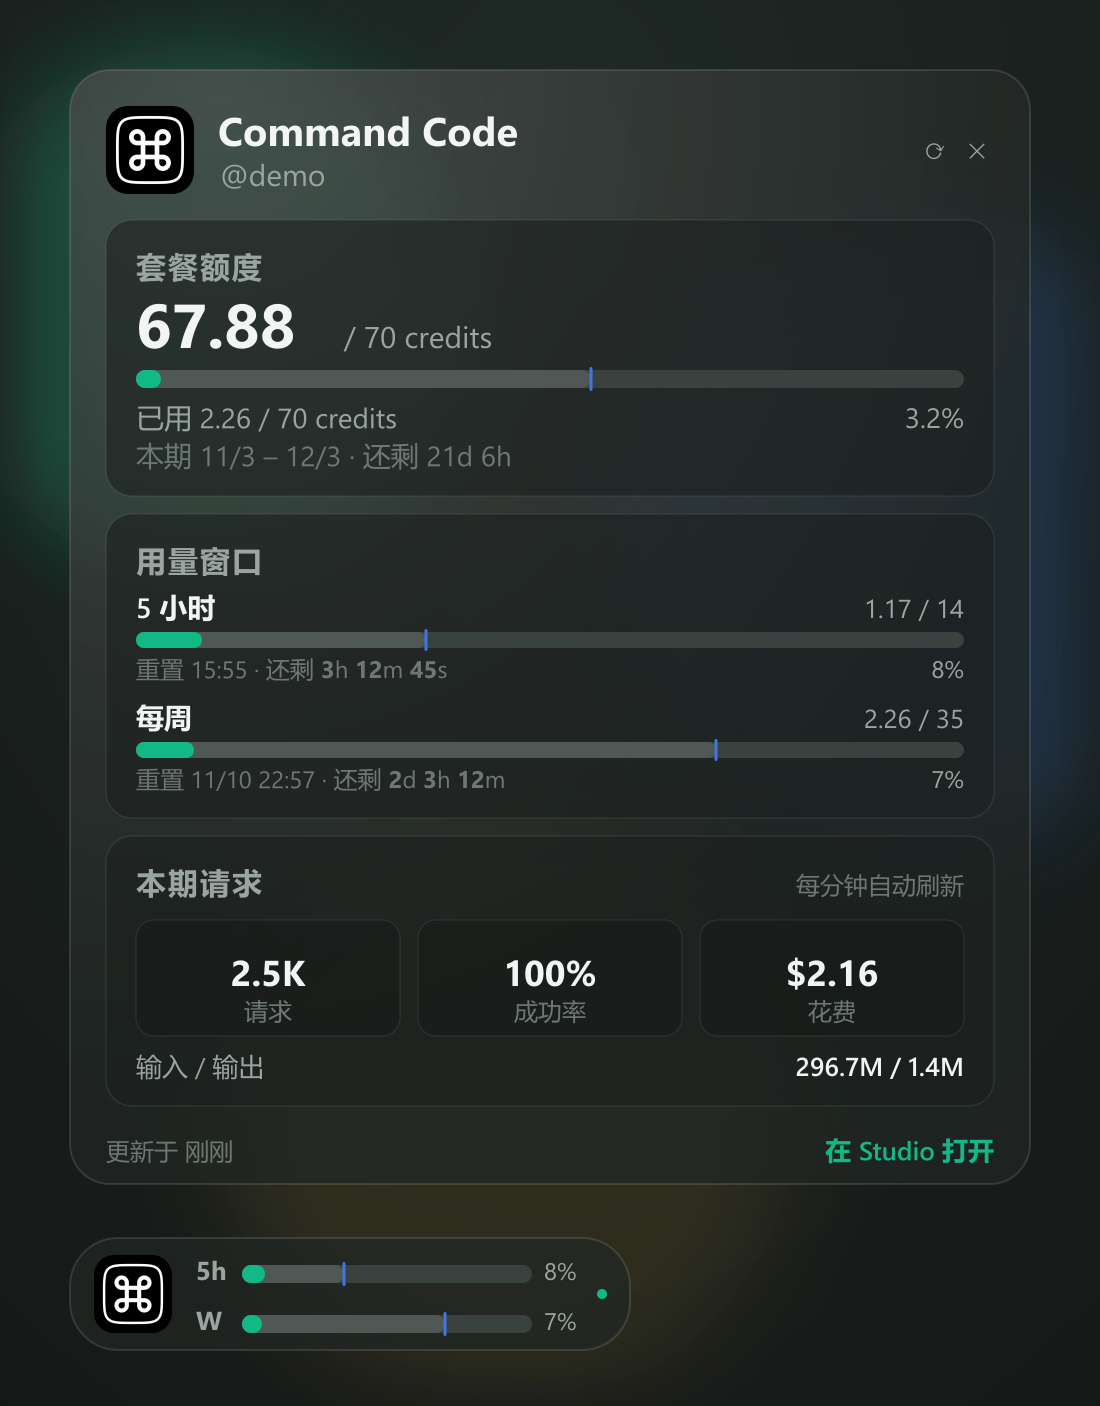 Command Code
@demo
套餐额度
67.88 / 70 credits
已用 2.26 / 70 credits 3.2%
本期 11/3 – 12/3 · 还剩 21d 6h
用量窗口
5 小时 1.17 / 14
重置 15:55 · 还剩 3h 12m 45s 8%
每周 2.26 / 35
重置 11/10 22:57 · 还剩 2d 3h 12m 7%
本期请求 每分钟自动刷新
2.5K 100% $2.16
请求 成功率 花费
输入 / 输出 296.7M / 1.4M
更新于 刚刚 在 Studio 打开
5h 8%
W 7%